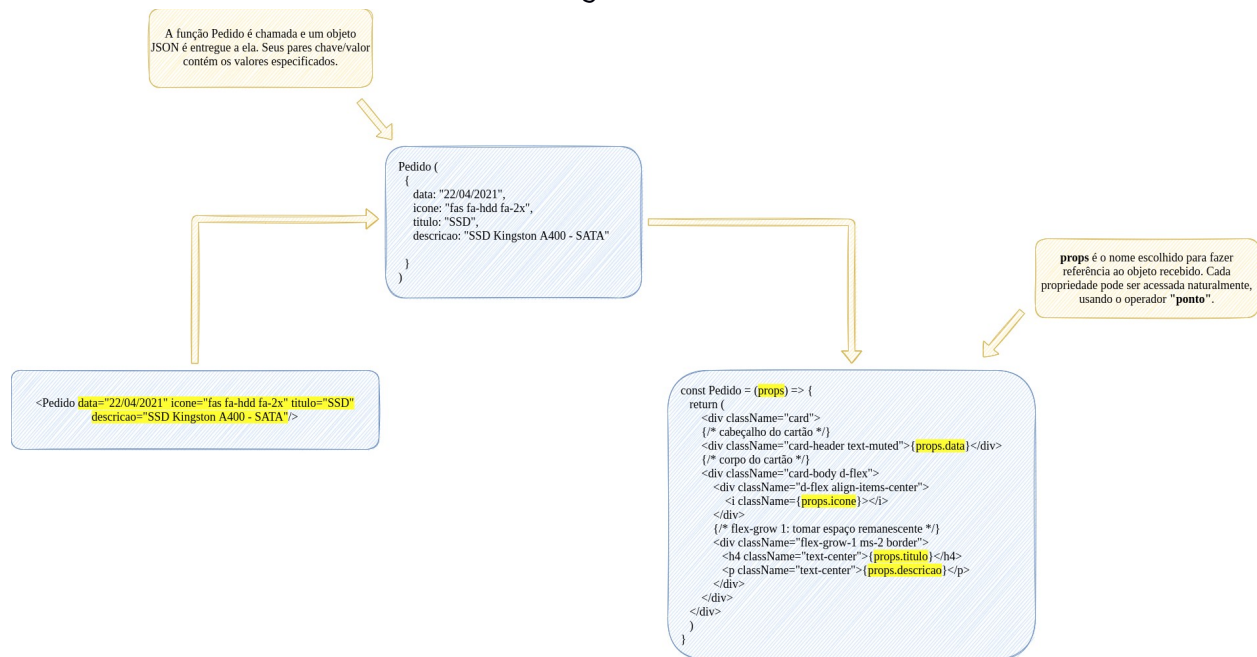 A função Pedido é chamada e um objeto
JSON é entregue a ela. Seus pares chave/valor
contém os valores especificados.
Pedido (
{
data: "22/04/2021",
icone: "fas fa-hdd fa-2x",
titulo: "SSD",
descricao: "SSD Kingston A400 - SATA"
}
)
props é o nome escolhido para fazer
referência ao objeto recebido. Cada
propriedade pode ser acessada naturalmente,
usando o operador "ponto".
<Pedido data="22/04/2021" icone="fas fa-hdd fa-2x" titulo="SSD"
descricao="SSD Kingston A400 - SATA"/>
const Pedido = (props) => {
return (
<div className="card">
{/* cabeçalho do cartão */}
<div className="card-header text-muted">{props.data}</div>
{/* corpo do cartão */}
<div className="card-body d-flex">
<div className="d-flex align-items-center">
<i className={props.icone}></i>
</div>
{/* flex-grow 1: tomar espaço remanescente */}
<div className="flex-grow-1 ms-2 border">
<h4 className="text-center">{props.titulo}</h4>
<p className="text-center">{props.descricao}</p>
</div>
</div>
</div>
)
}